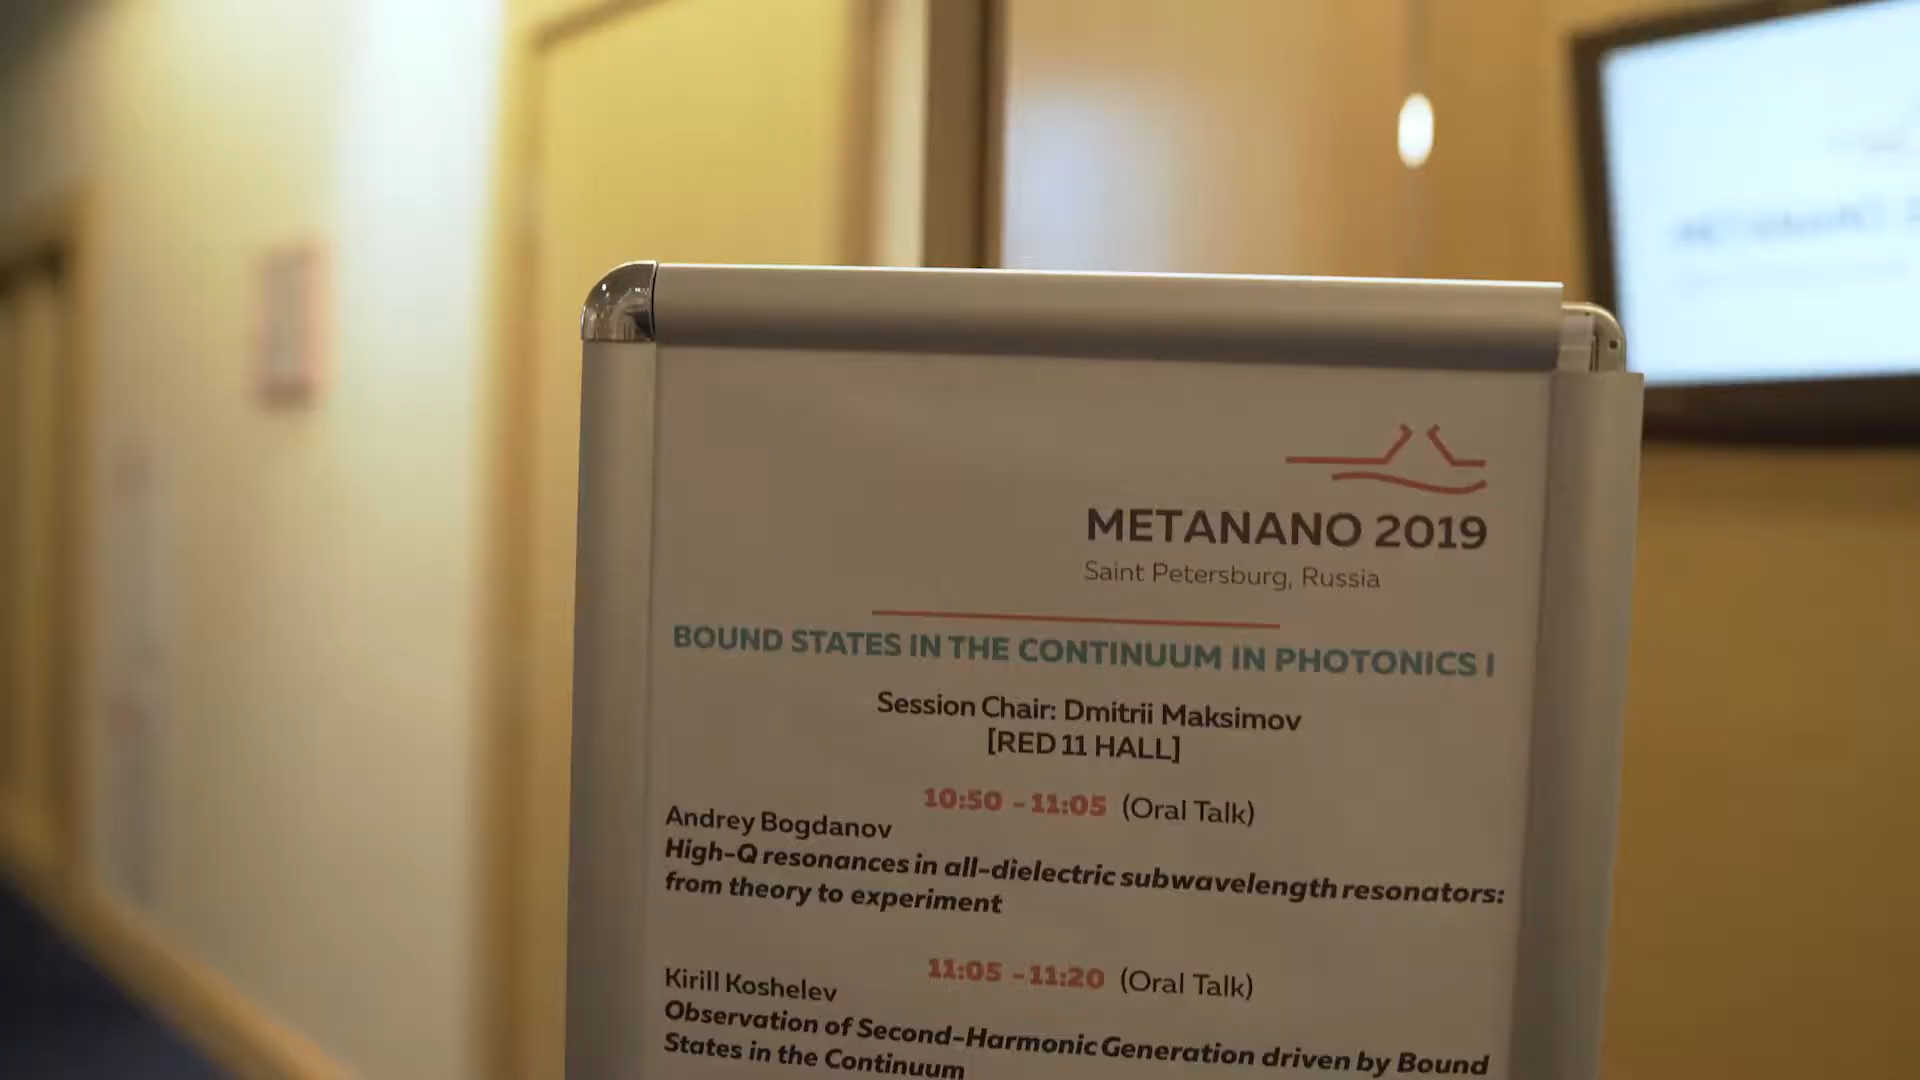 METANANO 2019
Saint Petersburg, Russia
BOUND STATES IN THE CONTINUUM IN PHOTONICS I
Session Chair: Dmitrii Maksimov
[RED 11 HALL]
10:50 - 11:05 (Oral Talk)
Andrey Bogdanov
High-Q resonances in all-dielectric subwavelength resonators:
from theory to experiment
11:05 - 11:20 (Oral Talk)
Kirill Koshelev
Observation of Second-Harmonic Generation driven by Bound
States in the Continuum
METANANO